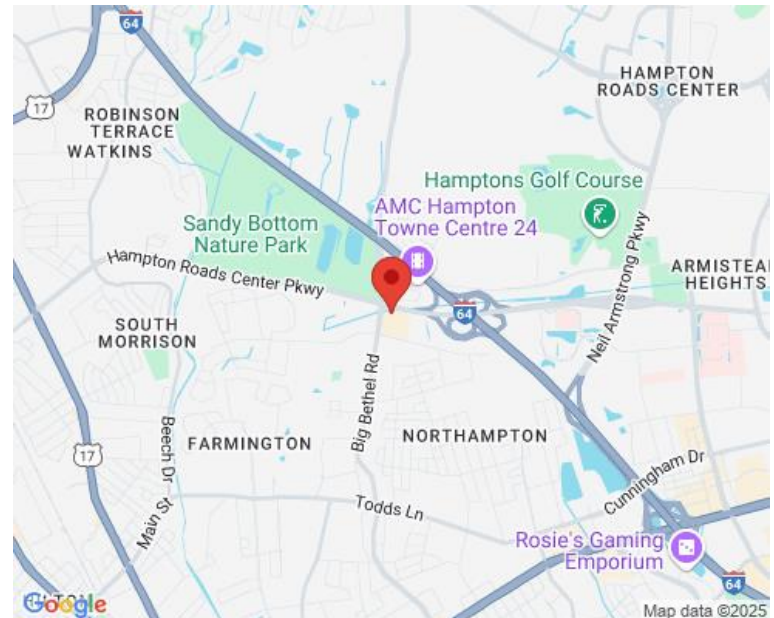 64
HAMPTON
ROADS CENTER
17
ROBINSON
TERRACE
WATKINS
Hamptons Golf Course
AMC Hampton
Towne Centre 24
Sandy Bottom
Nature Park
Neil Armstrong Pkwy
Hampton Roads Center Pkwy
ARMISTEAD
HEIGHTS
64
SOUTH
MORRISON
Big Bethel Rd
Beech Dr
FARMINGTON
NORTHAMPTON
17
Cunningham Dr
Main St
Todds Ln
Rosie's Gaming
Emporium
64
Google
Map data ©2025